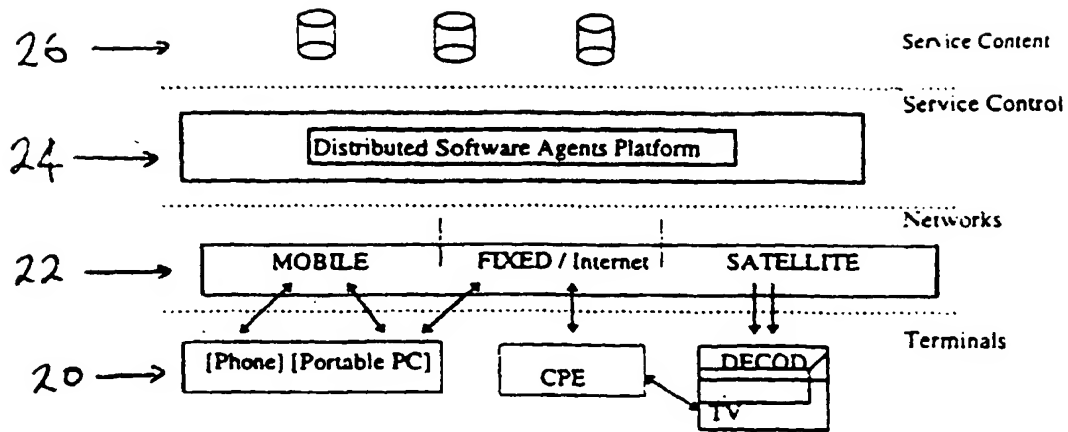 26
Service Content
Service Control
24
Distributed Software Agents Platform
Networks
22
MOBILE
FIXED / Internet
SATELLITE
Terminals
20
[Phone] [Portable PC]
CPE
DECOD
TV